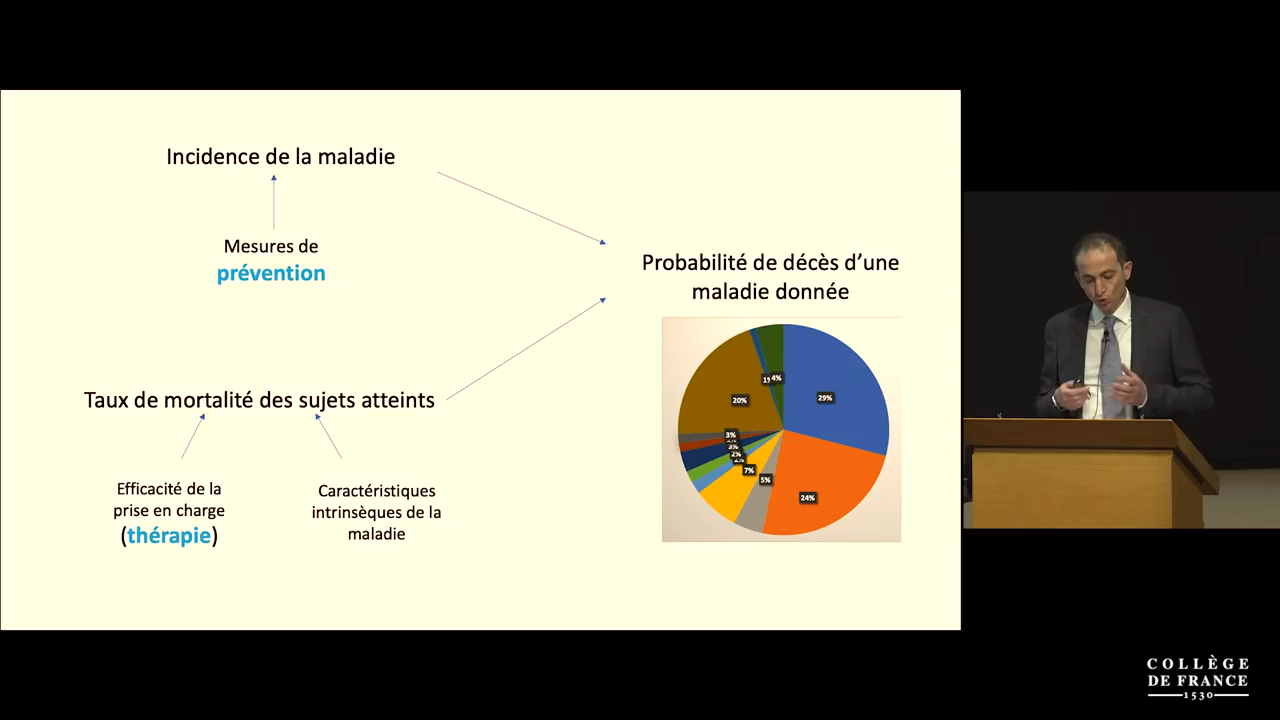 Incidence de la maladie
Mesures de
prévention
Probabilité de décès d’une
maladie donnée
Taux de mortalité des sujets atteints
Efficacité de la
prise en charge
(thérapie)
Caractéristiques
intrinsèques de la
maladie
4%
29%
20%
3%
7%
5%
24%
COLLÈGE
DE FRANCE
1530